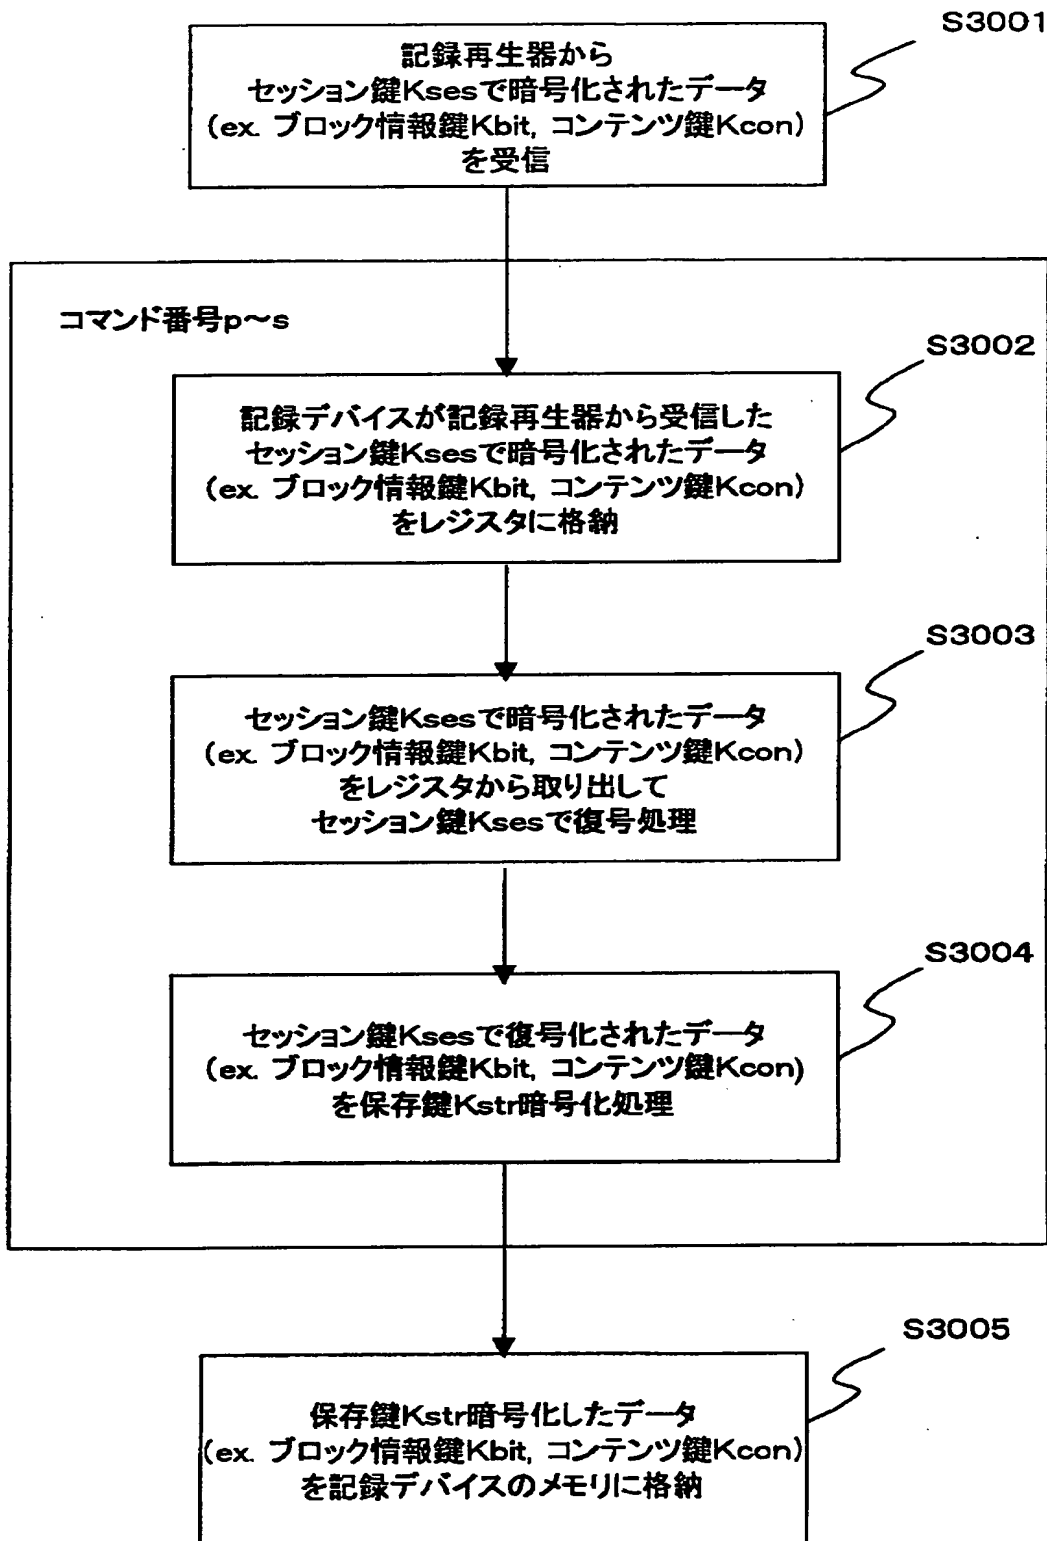 S3001
記録再生器から
セッション鍵Ksesで暗号化されたデータ
(ex. ブロック情報鍵Kbit, コンテンツ鍵Kcon)
を受信
コマンド番号p～s
S3002
記録デバイスが記録再生器から受信した
セッション鍵Ksesで暗号化されたデータ
(ex. ブロック情報鍵Kbit, コンテンツ鍵Kcon)
をレジスタに格納
S3003
セッション鍵Ksesで暗号化されたデータ
(ex. ブロック情報鍵Kbit, コンテンツ鍵Kcon)
をレジスタから取り出して
セッション鍵Ksesで復号処理
S3004
セッション鍵Ksesで復号化されたデータ
(ex. ブロック情報鍵Kbit, コンテンツ鍵Kcon)
を保存鍵Kstr暗号化処理
S3005
保存鍵Kstr暗号化したデータ
(ex. ブロック情報鍵Kbit, コンテンツ鍵Kcon)
を記録デバイスのメモリに格納